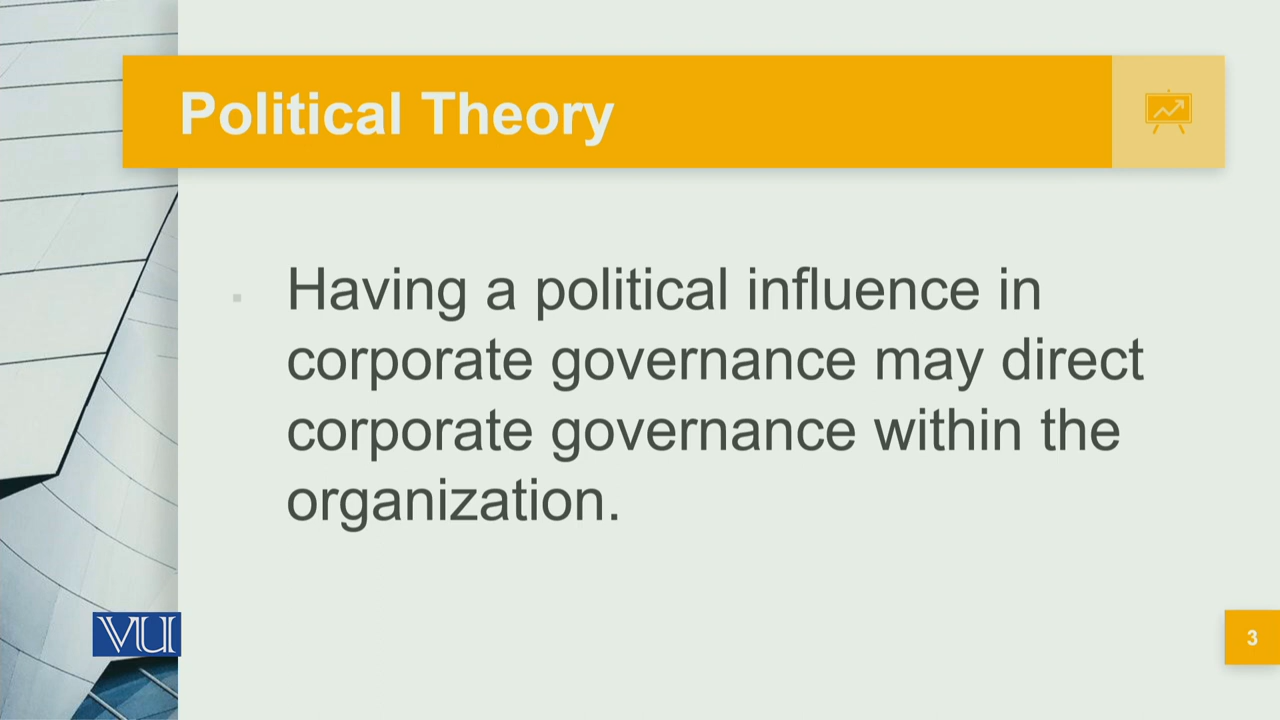 Political Theory
Having a political influence in
corporate governance may direct
corporate governance within the
organization.
VU
3